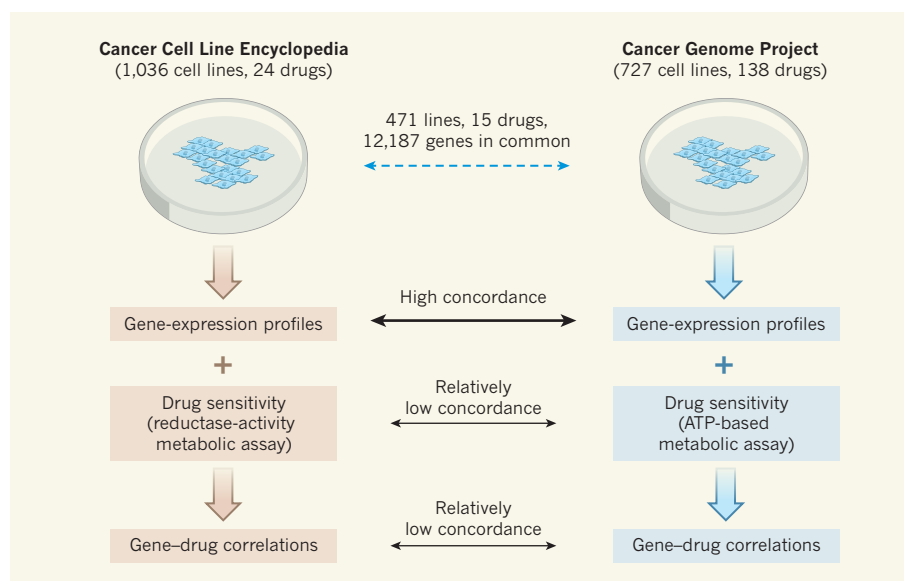 Cancer Cell Line Encyclopedia
(1,036 cell lines, 24 drugs)
Cancer Genome Project
(727 cell lines, 138 drugs)
471 lines, 15 drugs,
12,187 genes in common
High concordance
Gene-expression profiles
Gene-expression profiles
+
+
Relatively
low concordance
Drug sensitivity
(reductase-activity
metabolic assay)
Drug sensitivity
(ATP-based
metabolic assay)
Relatively
low concordance
Gene–drug correlations
Gene–drug correlations